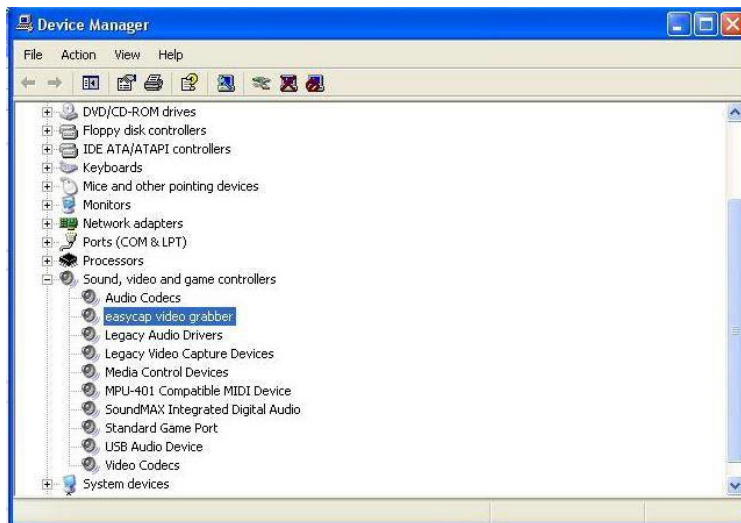 Device Manager
File Action View Help
DVD/CD-ROM drives
Floppy disk controllers
IDE ATA/ATAPI controllers
Keyboards
Mice and other pointing devices
Monitors
Network adapters
Ports (COM & LPT)
Processors
Sound, video and game controllers
Audio Codecs
easycap video grabber
Legacy Audio Drivers
Legacy Video Capture Devices
Media Control Devices
MPU-401 Compatible MIDI Device
SoundMAX Integrated Digital Audio
Standard Game Port
USB Audio Device
Video Codecs
System devices